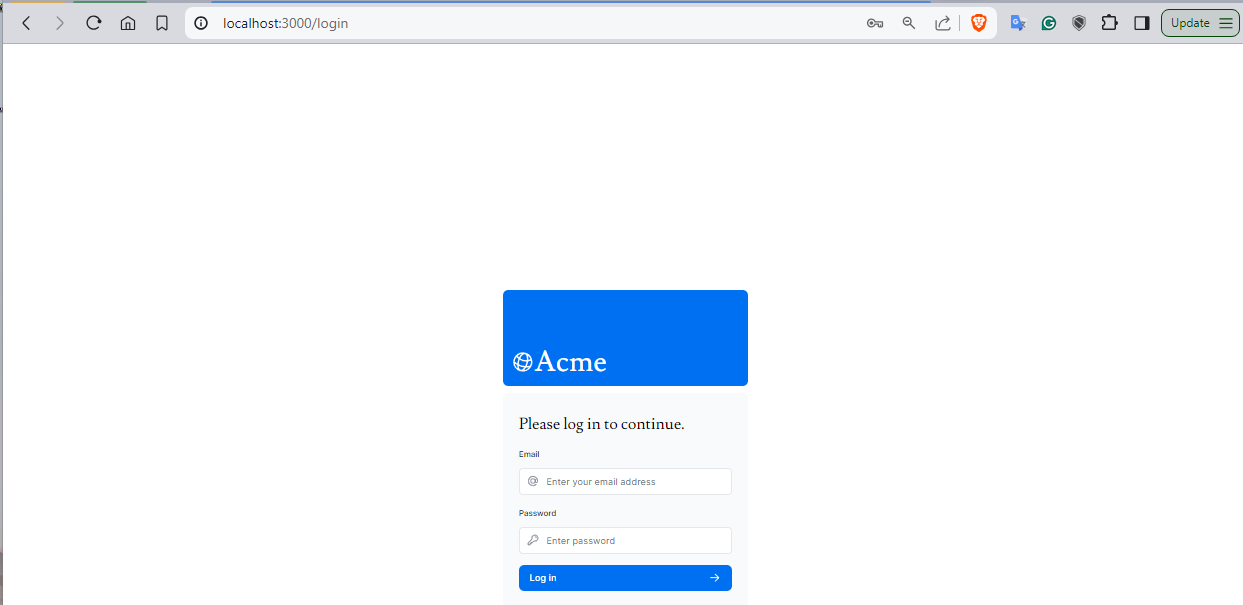 localhost:3000/login
Update
Acme
Please log in to continue.
Email
Enter your email address
Password
Enter password
Log in